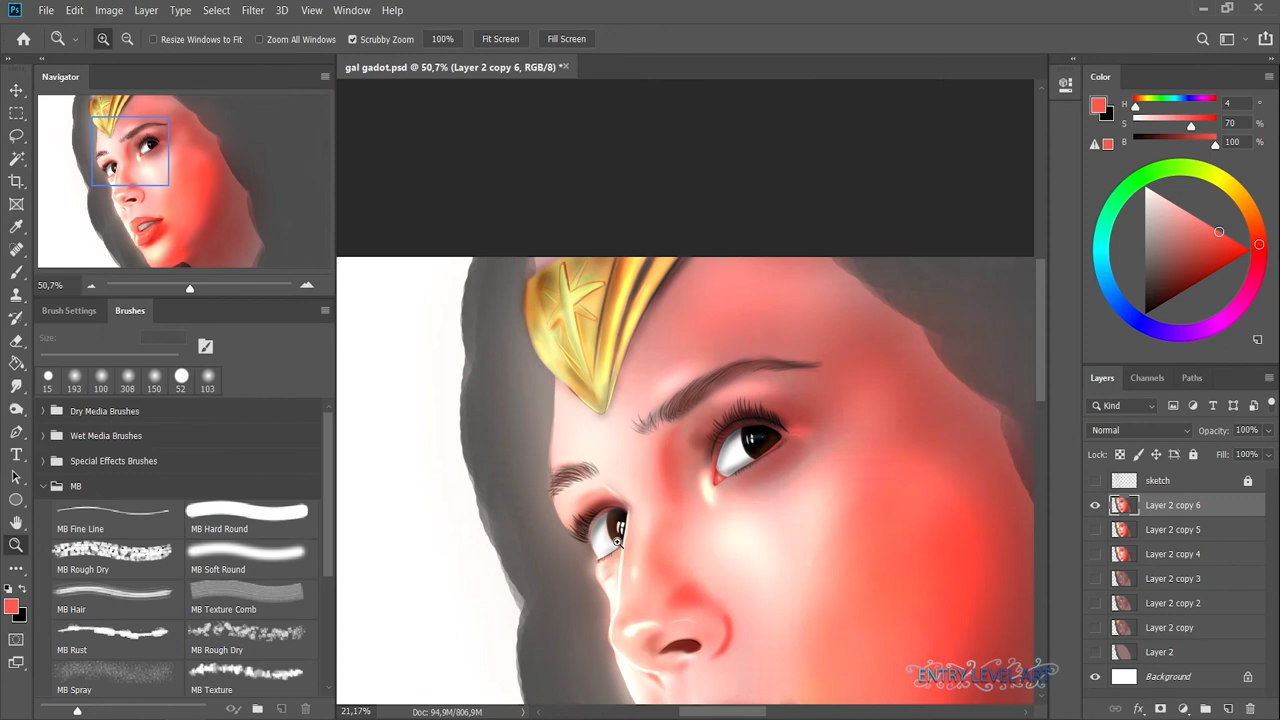 Ps File Edit Image Layer Type Select Filter 3D View Window Help
Resize Windows to Fit Zoom All Windows Scrubby Zoom 100% Fit Screen Fill Screen
Navigator
gal gadot.psd @ 50,7% (Layer 2 copy 6, RGB/8) *
Color
H 4 °
S 70 %
B 100 %
50,7%
Brush Settings Brushes
Size:
15 193 100 308 150 52 103
Dry Media Brushes
Wet Media Brushes
Special Effects Brushes
MB
MB Fine Line MB Hard Round
MB Rough Dry MB Soft Round
MB Hair MB Texture Comb
MB Rust MB Rough Dry
MB Spray MB Texture
Layers Channels Paths
Kind
Normal Opacity: 100%
Lock: Fill: 100%
sketch
Layer 2 copy 6
Layer 2 copy 5
Layer 2 copy 4
Layer 2 copy 3
Layer 2 copy 2
Layer 2 copy
Layer 2
Background
ENTRY LEVEL ART
21,17% Doc: 94,9M/806,9M
fx